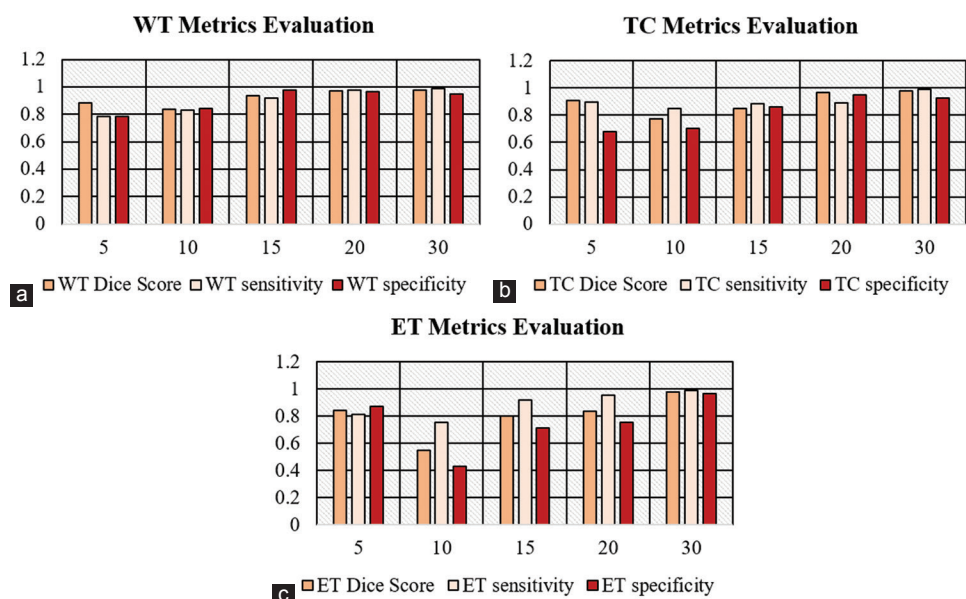 WT Metrics Evaluation
1.2
1
0.8
0.6
0.4
0.2
0
5 10 15 20 30
WT Dice Score WT sensitivity WT specificity
a
TC Metrics Evaluation
1.2
1
0.8
0.6
0.4
0.2
0
5 10 15 20 30
TC Dice Score TC sensitivity TC specificity
b
ET Metrics Evaluation
1.2
1
0.8
0.6
0.4
0.2
0
5 10 15 20 30
ET Dice Score ET sensitivity ET specificity
c